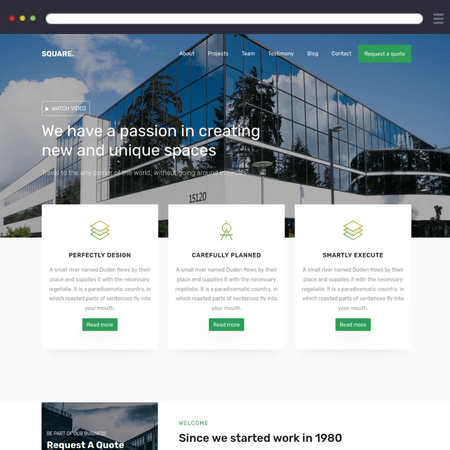 SQUARE.
Home About Projects Team Testimony Blog Contact Request a quote
▶ WATCH VIDEO
We have a passion in creating
new and unique spaces
Travel to the any corner of the world, without going around in circles
15120
PERFECTLY DESIGN
A small river named Duden flows by their
place and supplies it with the necessary
regelialia. It is a paradisematic country, in
which roasted parts of sentences fly into
your mouth.
Read more
CAREFULLY PLANNED
A small river named Duden flows by their
place and supplies it with the necessary
regelialia. It is a paradisematic country, in
which roasted parts of sentences fly into
your mouth.
Read more
SMARTLY EXECUTE
A small river named Duden flows by their
place and supplies it with the necessary
regelialia. It is a paradisematic country, in
which roasted parts of sentences fly into
your mouth.
Read more
BE PART OF OUR BUSINESS
Request A Quote
WELCOME
Since we started work in 1980